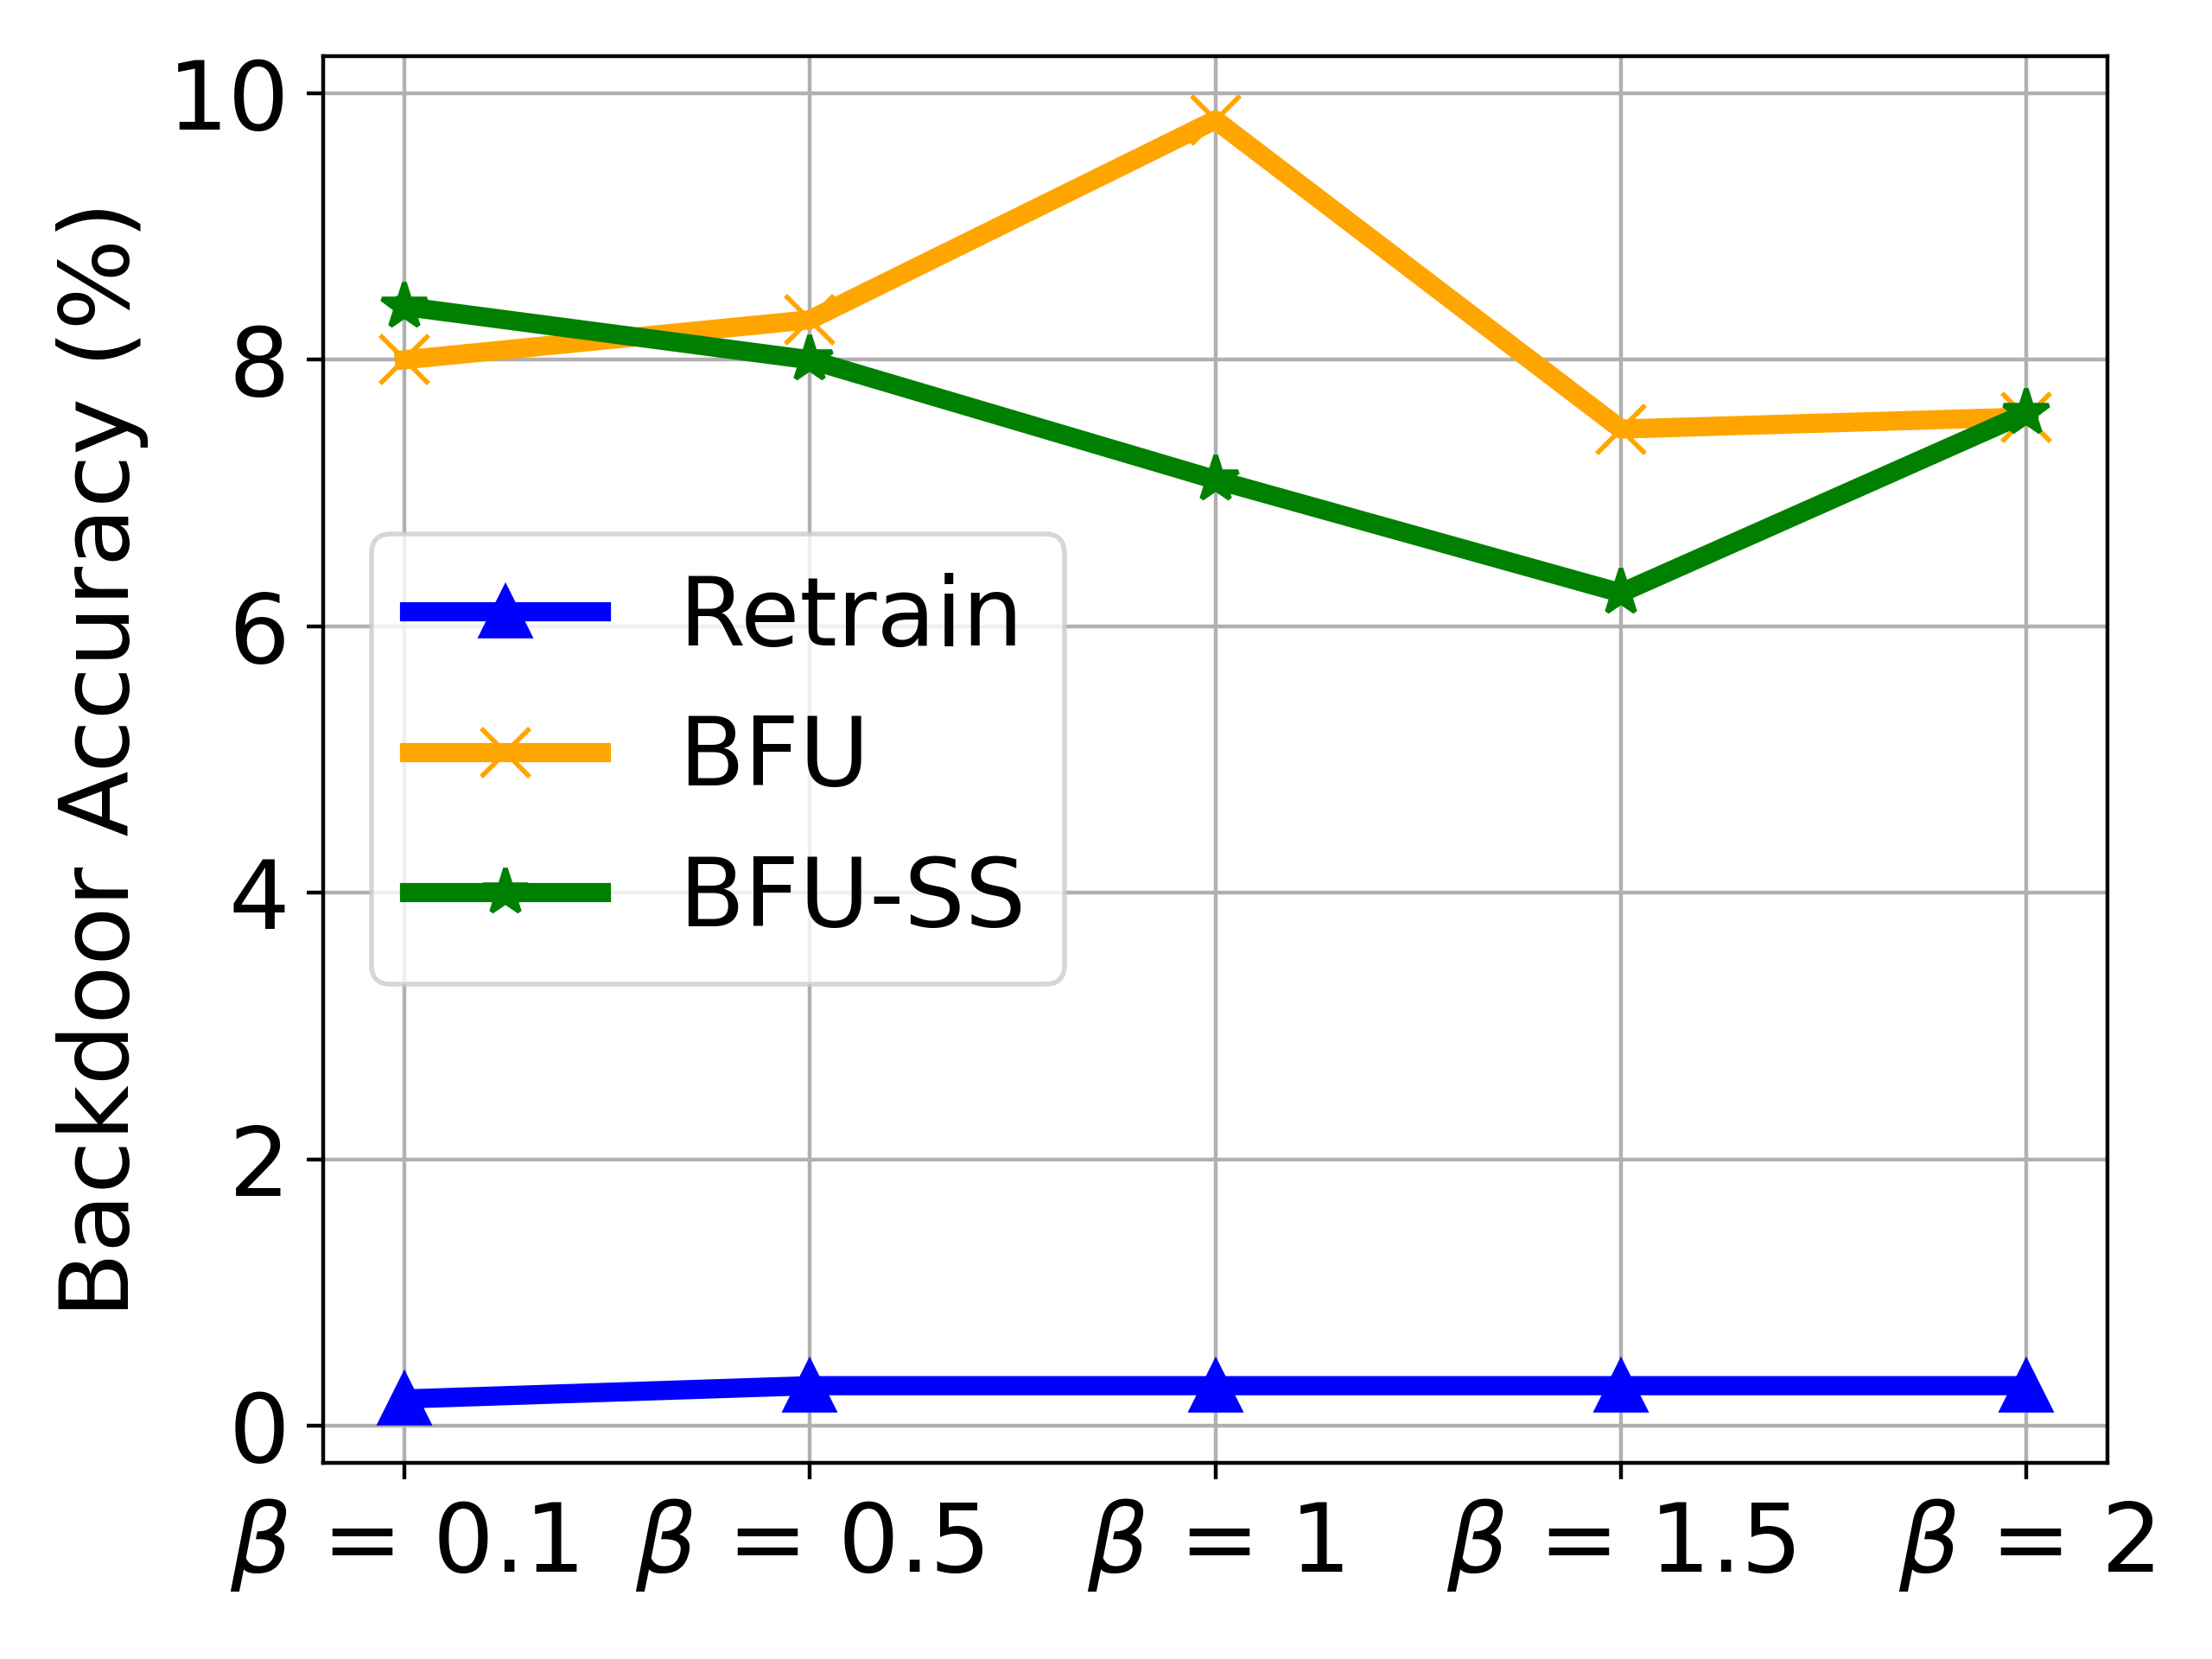 Backdoor Accuracy (%)
10
8
6
4
2
0
Retrain
BFU
BFU-SS
β = 0.1 β = 0.5 β = 1 β = 1.5 β = 2